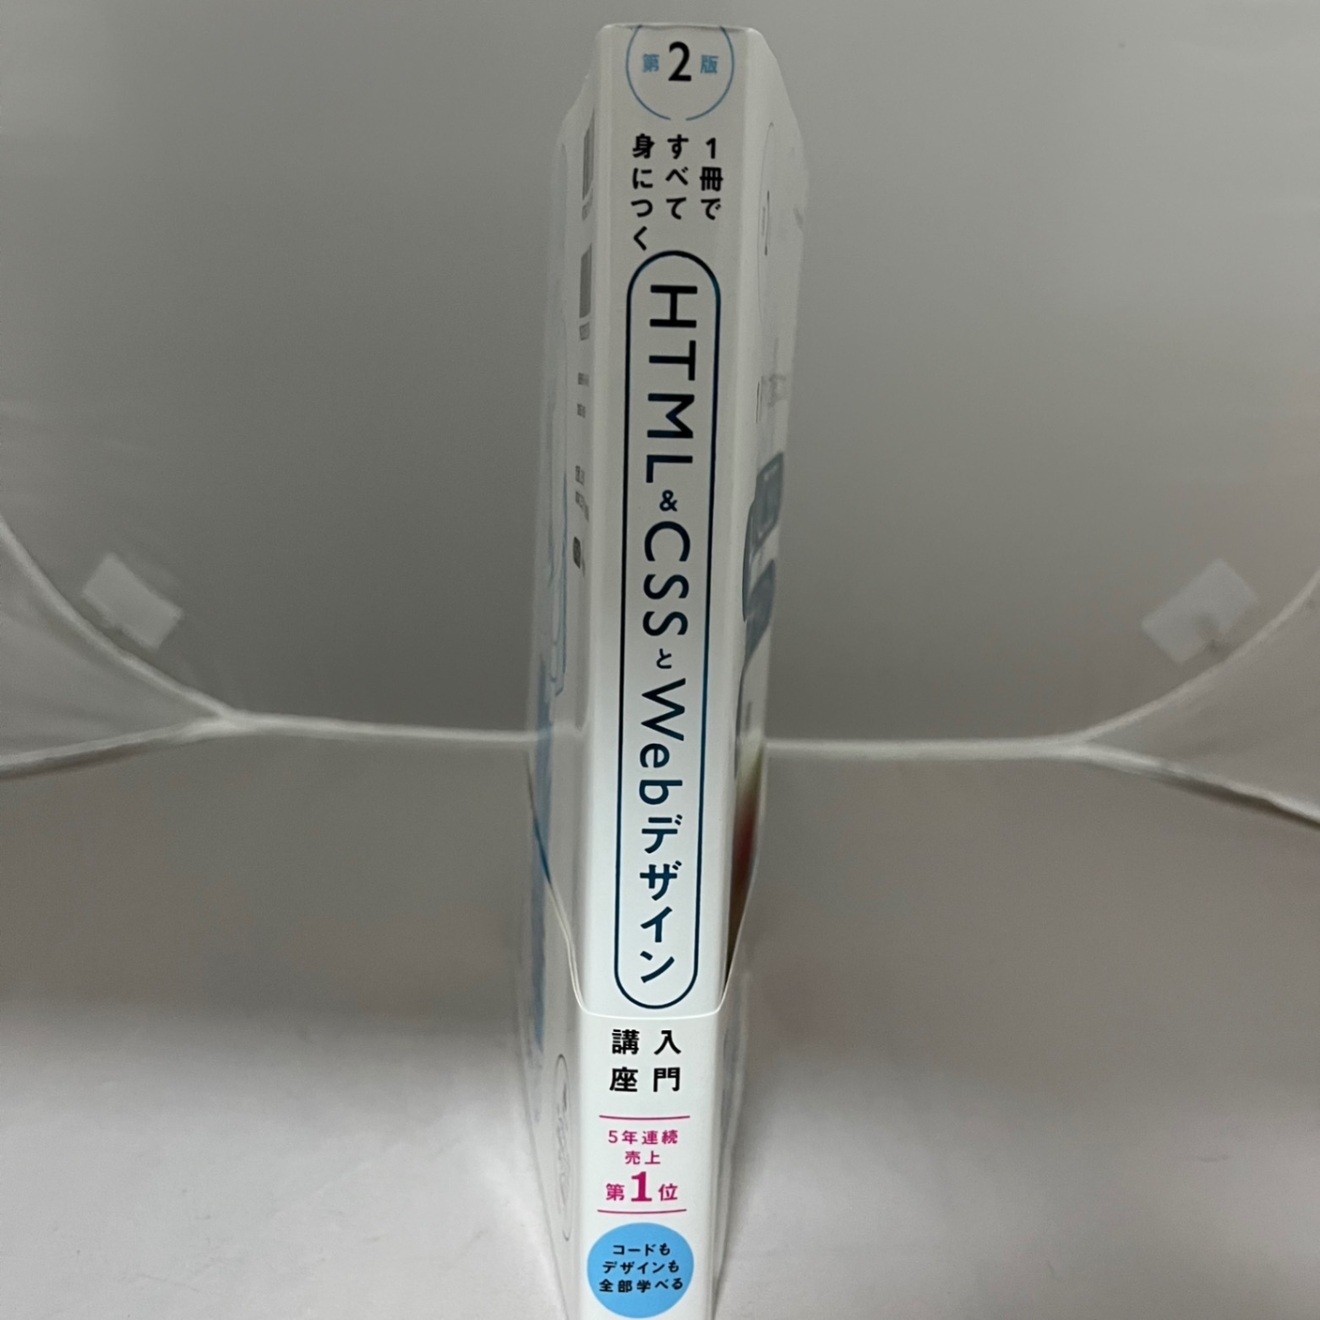 第2版
1冊で
すべて
身につく
HTML&CSSとWebデザイン
入門
講座
5年連続
売上
第1位
コードも
デザインも
全部学べる